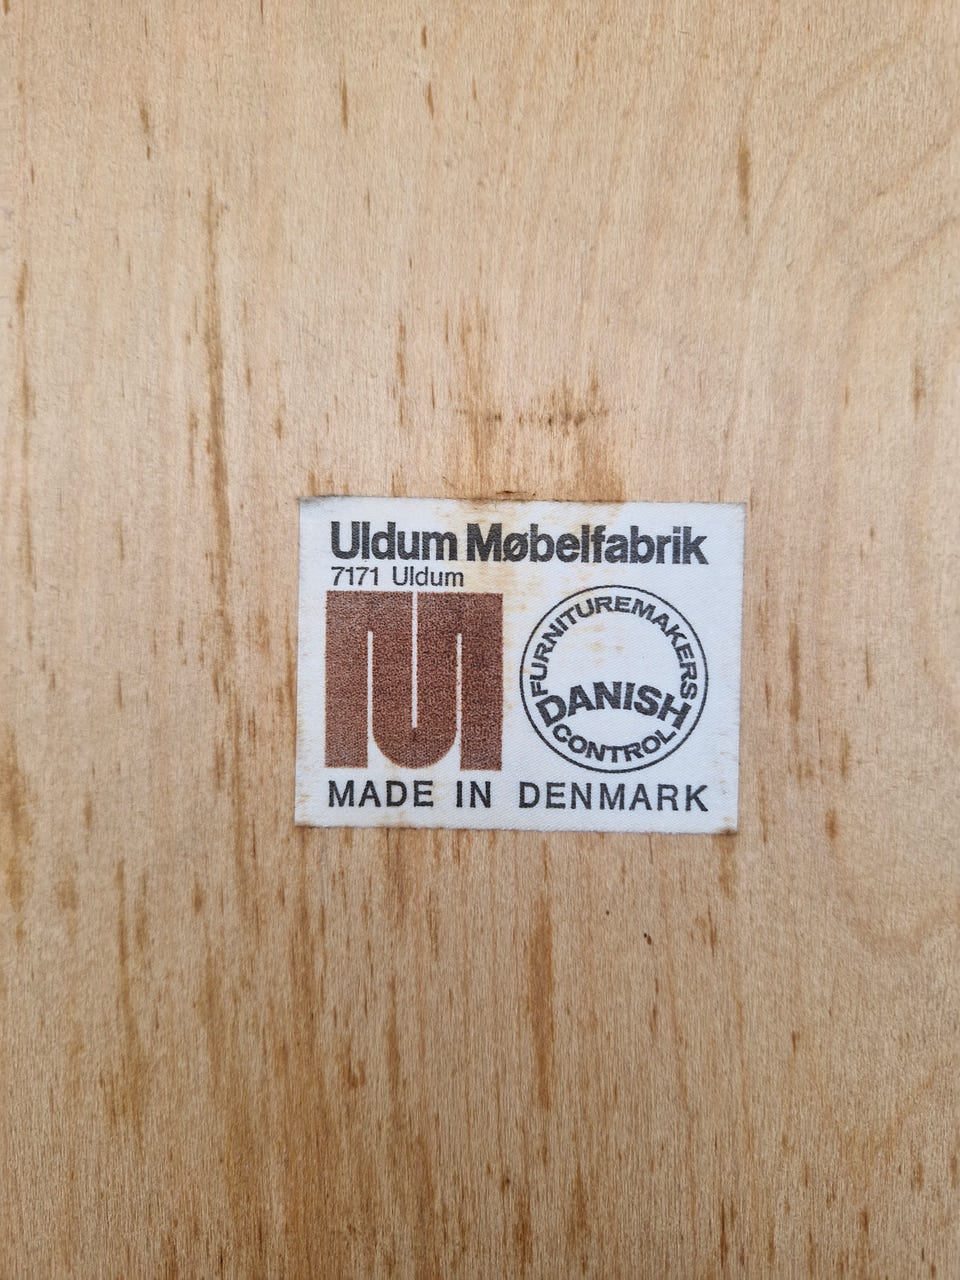 Uldum Møbelfabrik
7171 Uldum
FURNITUREMAKERS
DANISH
CONTROL
MADE IN DENMARK